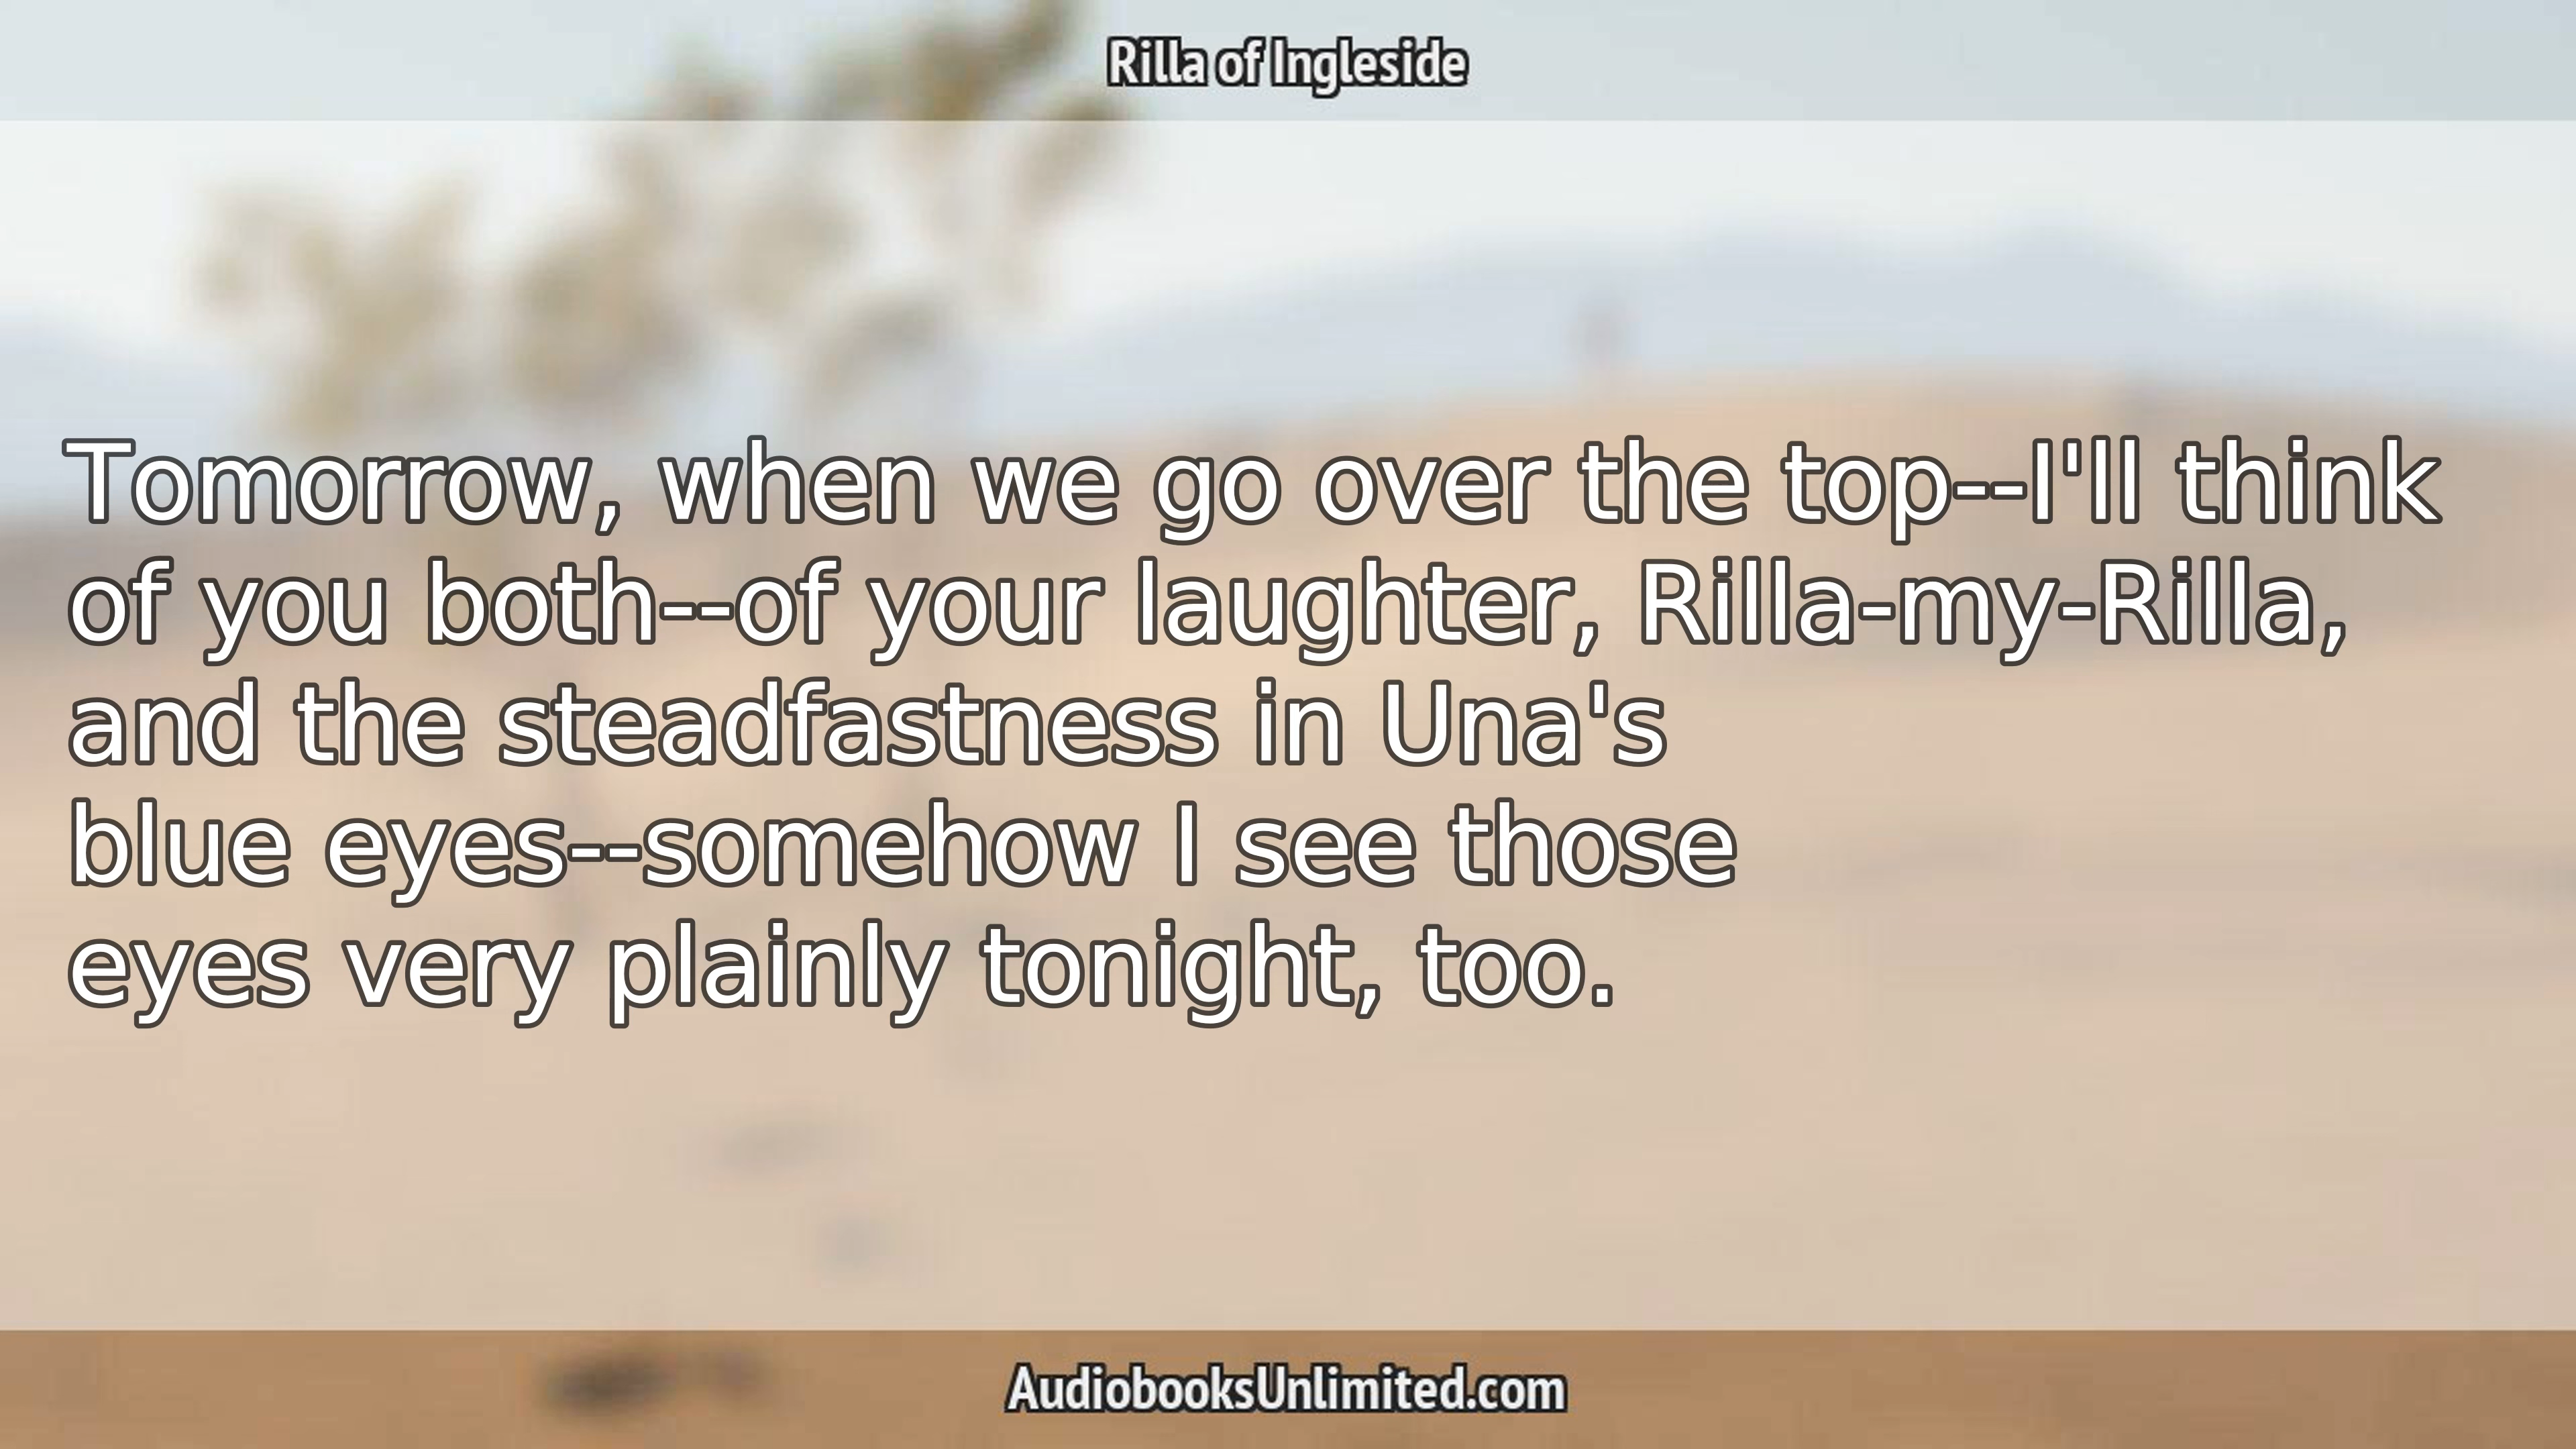 Rilla of Ingleside
Tomorrow, when we go over the top--I'll think
of you both--of your laughter, Rilla-my-Rilla,
and the steadfastness in Una's
blue eyes--somehow I see those
eyes very plainly tonight, too.
AudiobooksUnlimited.com